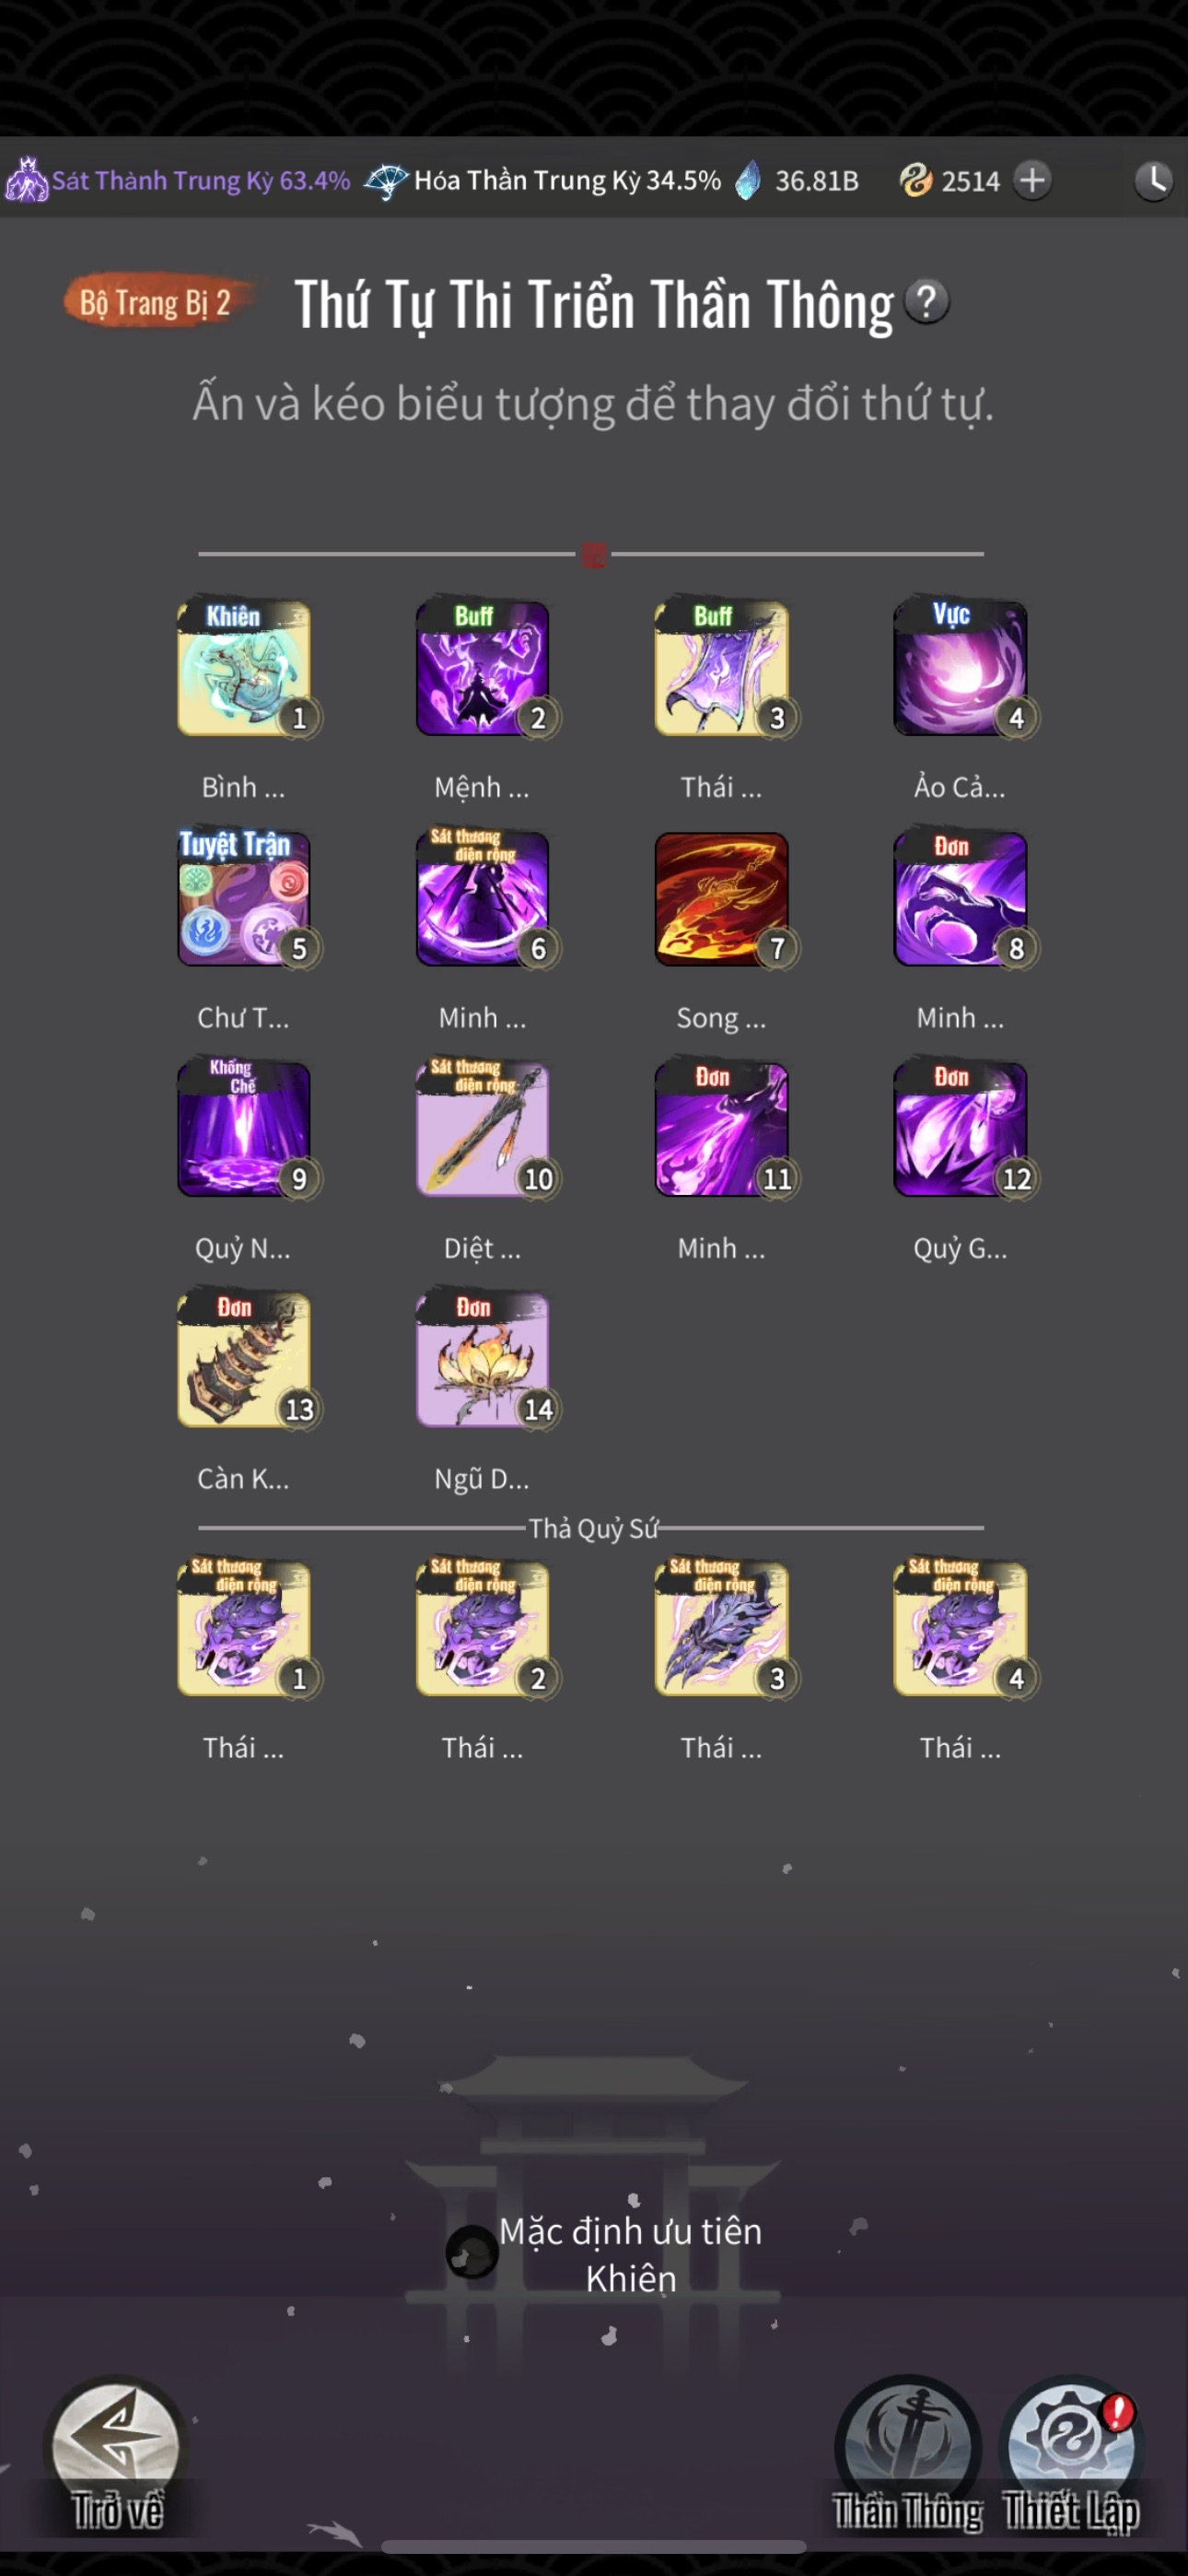 Sát Thành Trung Kỳ 63.4% Hóa Thần Trung Kỳ 34.5% 36.81B 2514
Bộ Trang Bị 2 Thứ Tự Thi Triển Thần Thông ?
Ấn và kéo biểu tượng để thay đổi thứ tự.
Khiên Buff Buff Vực
1 2 3 4
Bình ... Mệnh ... Thái ... Ảo Cả...
Tuyệt Trận Sát thương diện rộng Đơn
5 6 7 8
Chư T... Minh ... Song ... Minh ...
Khống Chế Sát thương diện rộng Đơn Đơn
9 10 11 12
Quỷ N... Diệt ... Minh ... Quỷ G...
Đơn Đơn
13 14
Càn K... Ngũ D...
Thả Quỷ Sứ
Sát thương diện rộng Sát thương diện rộng Sát thương diện rộng Sát thương diện rộng
1 2 3 4
Thái ... Thái ... Thái ... Thái ...
Mặc định ưu tiên
Khiên
Trở về Thần Thông Thiết Lập